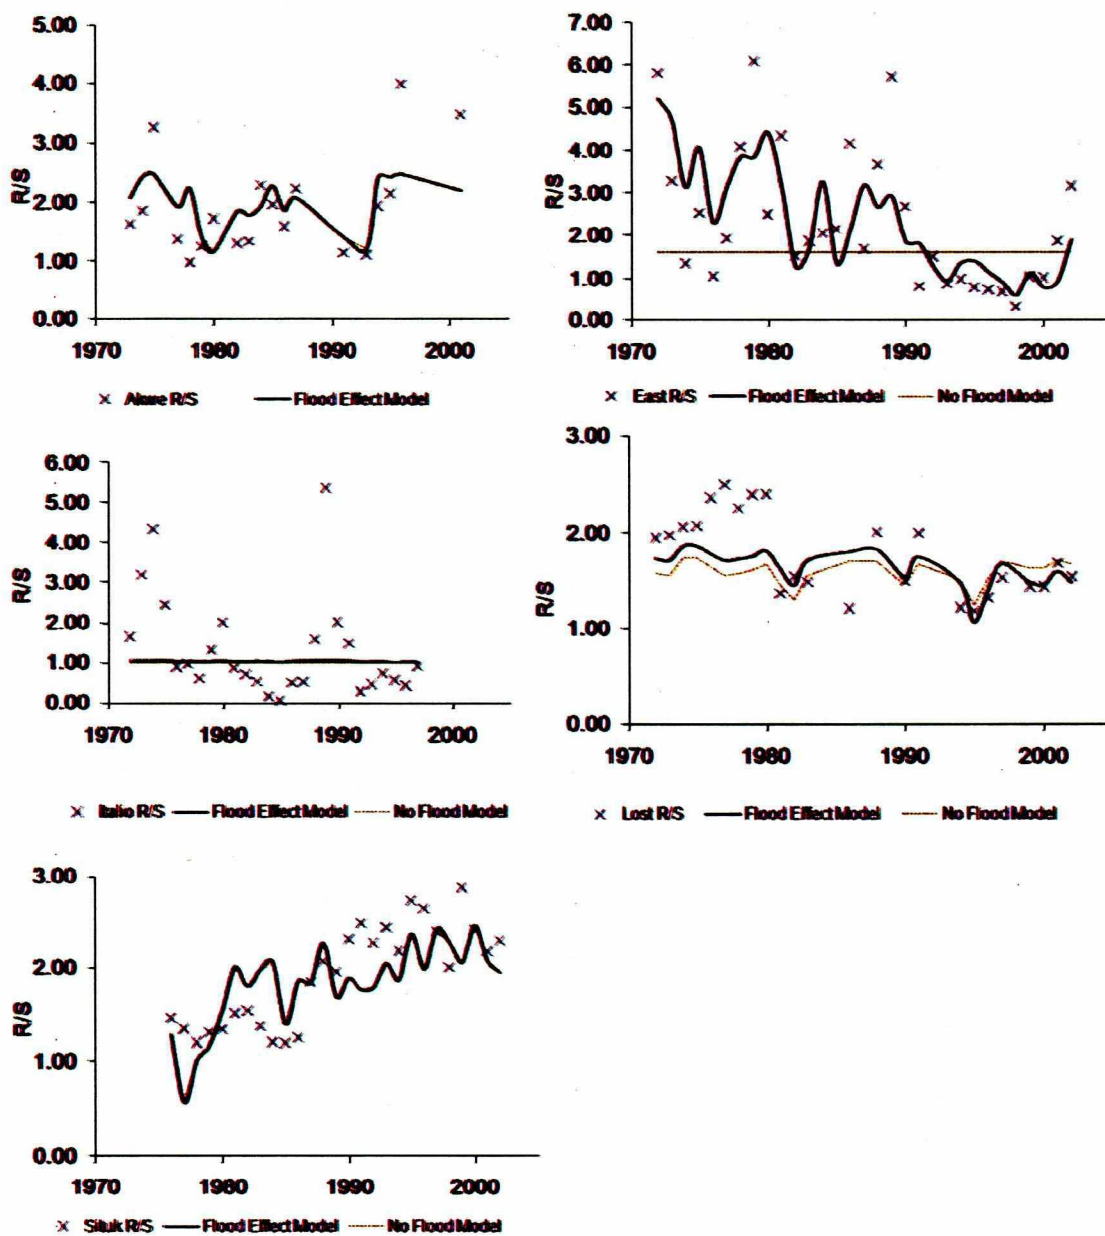 5.00
4.00
3.00
2.00
1.00
0.00
R/S
1970 1980 1990 2000
Akwe R/S Flood Effect Model
7.00
6.00
5.00
4.00
3.00
2.00
1.00
0.00
R/S
1970 1980 1990 2000
East R/S Flood Effect Model No Flood Model
6.00
5.00
4.00
3.00
2.00
1.00
0.00
R/S
1970 1980 1990 2000
Italio R/S Flood Effect Model No Flood Model
3.00
2.00
1.00
0.00
R/S
1970 1980 1990 2000
Lost R/S Flood Effect Model No Flood Model
3.00
2.00
1.00
0.00
R/S
1970 1980 1990 2000
Situk R/S Flood Effect Model No Flood Model